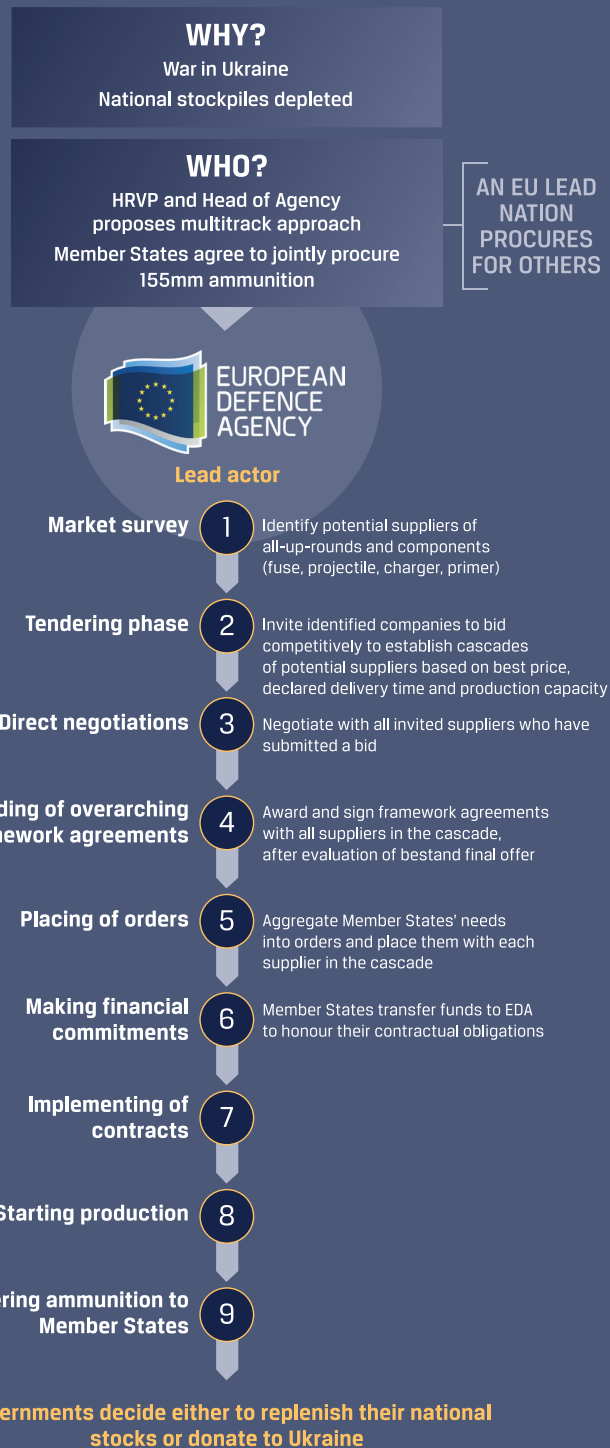 WHY?
War in Ukraine
National stockpiles depleted
WHO?
HRVP and Head of Agency
proposes multitrack approach
Member States agree to jointly procure
155mm ammunition
AN EU LEAD
NATION
PROCURES
FOR OTHERS
EUROPEAN
DEFENCE
AGENCY
Lead actor
Market survey
1
Identify potential suppliers of
all-up-rounds and components
(fuse, projectile, charger, primer)
Tendering phase
2
Invite identified companies to bid
competitively to establish cascades
of potential suppliers based on best price,
declared delivery time and production capacity
Direct negotiations
3
Negotiate with all invited suppliers who have
submitted a bid
ding of overarching
ework agreements
4
Award and sign framework agreements
with all suppliers in the cascade,
after evaluation of bestand final offer
Placing of orders
5
Aggregate Member States' needs
into orders and place them with each
supplier in the cascade
Making financial
commitments
6
Member States transfer funds to EDA
to honour their contractual obligations
Implementing of
contracts
7
Starting production
8
ering ammunition to
Member States
9
ernments decide either to replenish their national
stocks or donate to Ukraine